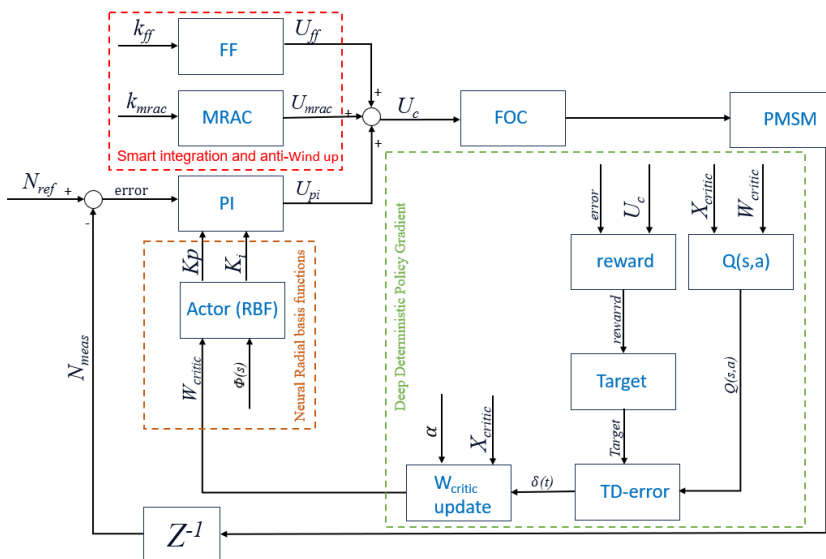 k_ff
FF
U_ff
+
k_mrac
MRAC
U_mrac
+
U_c
FOC
PMSM
Smart integration and anti-Wind up
+
N_ref
+
error
PI
U_pi
-
Kp
K_i
Neural Radial basis functions
Actor (RBF)
W_critic
Φ(s)
N_meas
Deep Deterministic Policy Gradient
error
U_c
X_critic
W_critic
reward
Q(s,a)
rewarrd
Target
Q(s,a)
Target
α
X_critic
W_critic
update
δ(t)
TD-error
Z^-1